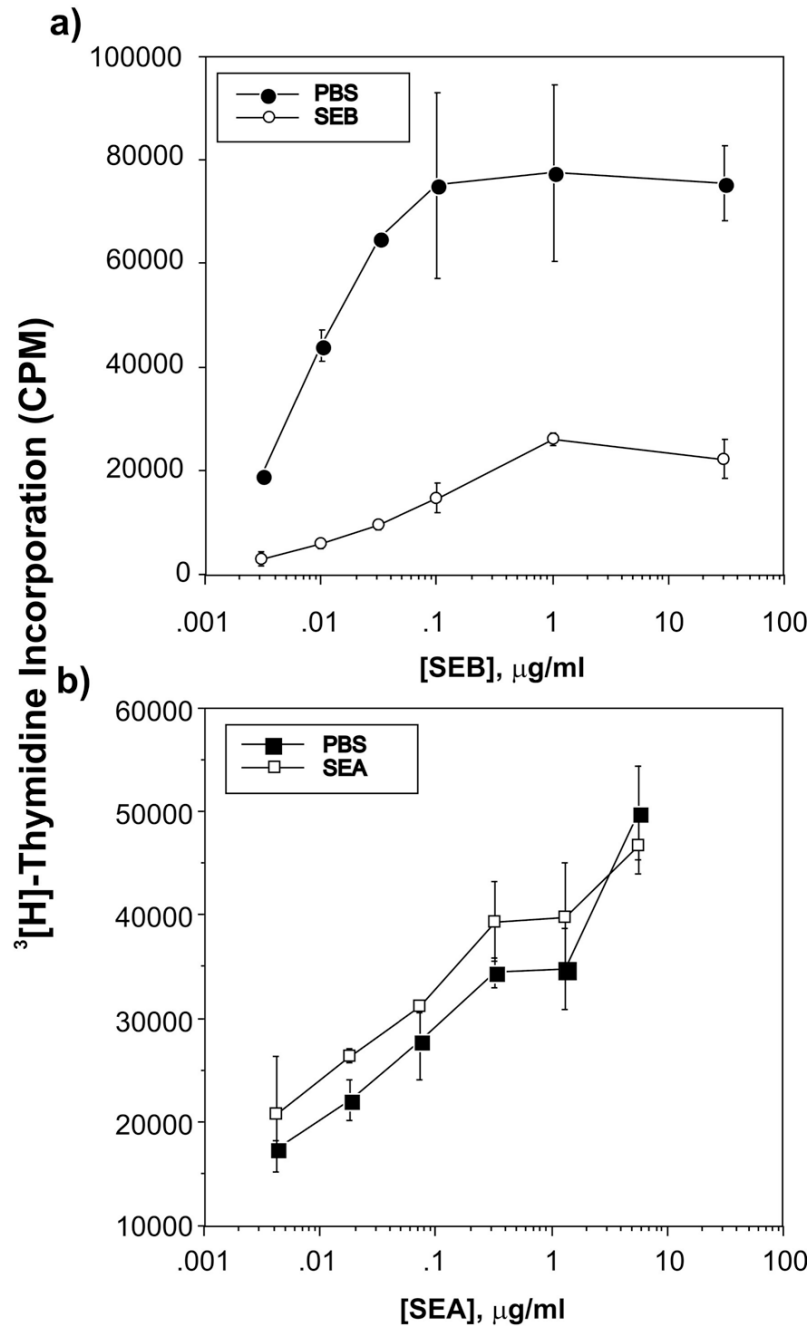 a)
100000
80000
60000
40000
20000
0
PBS
SEB
.001 .01 .1 1 10 100
[SEB], μg/ml
³[H]-Thymidine Incorporation (CPM)
b)
60000
50000
40000
30000
20000
10000
PBS
SEA
.001 .01 .1 1 10 100
[SEA], μg/ml